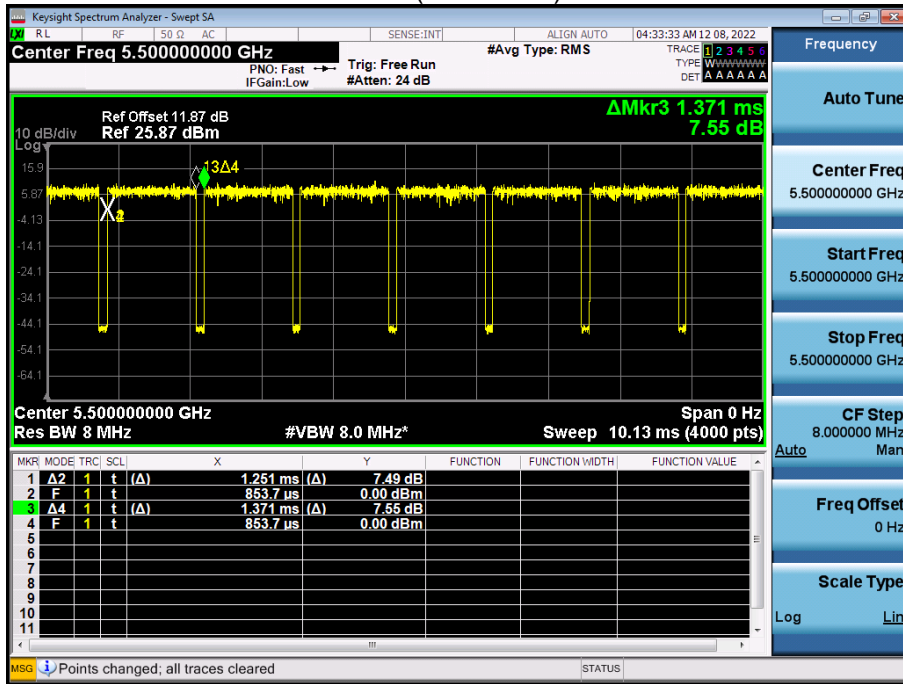 Keysight Spectrum Analyzer - Swept SA
LXI RL RF 50 Ω AC SENSE:INT ALIGN AUTO 04:33:33 AM 12 08, 2022
Center Freq 5.500000000 GHz #Avg Type: RMS TRACE 1 2 3 4 5 6
PNO: Fast Trig: Free Run TYPE WWWWWW
IFGain:Low #Atten: 24 dB DET A A A A A A
Ref Offset 11.87 dB ΔMkr3 1.371 ms
10 dB/div Ref 25.87 dBm 7.55 dB
Log
15.9
13Δ4
5.87
-4.13
-14.1
-24.1
-34.1
-44.1
-54.1
-64.1
Center 5.500000000 GHz Span 0 Hz
Res BW 8 MHz #VBW 8.0 MHz* Sweep 10.13 ms (4000 pts)
MKR MODE TRC SCL X Y FUNCTION FUNCTION WIDTH FUNCTION VALUE
1 Δ2 1 t (Δ) 1.251 ms (Δ) 7.49 dB
2 F 1 t 853.7 µs 0.00 dBm
3 Δ4 1 t (Δ) 1.371 ms (Δ) 7.55 dB
4 F 1 t 853.7 µs 0.00 dBm
5
6
7
8
9
10
11
MSG Points changed; all traces cleared STATUS
Frequency
Auto Tune
Center Freq
5.500000000 GHz
Start Freq
5.500000000 GHz
Stop Freq
5.500000000 GHz
CF Step
8.000000 MHz
Auto Man
Freq Offset
0 Hz
Scale Type
Log Lin